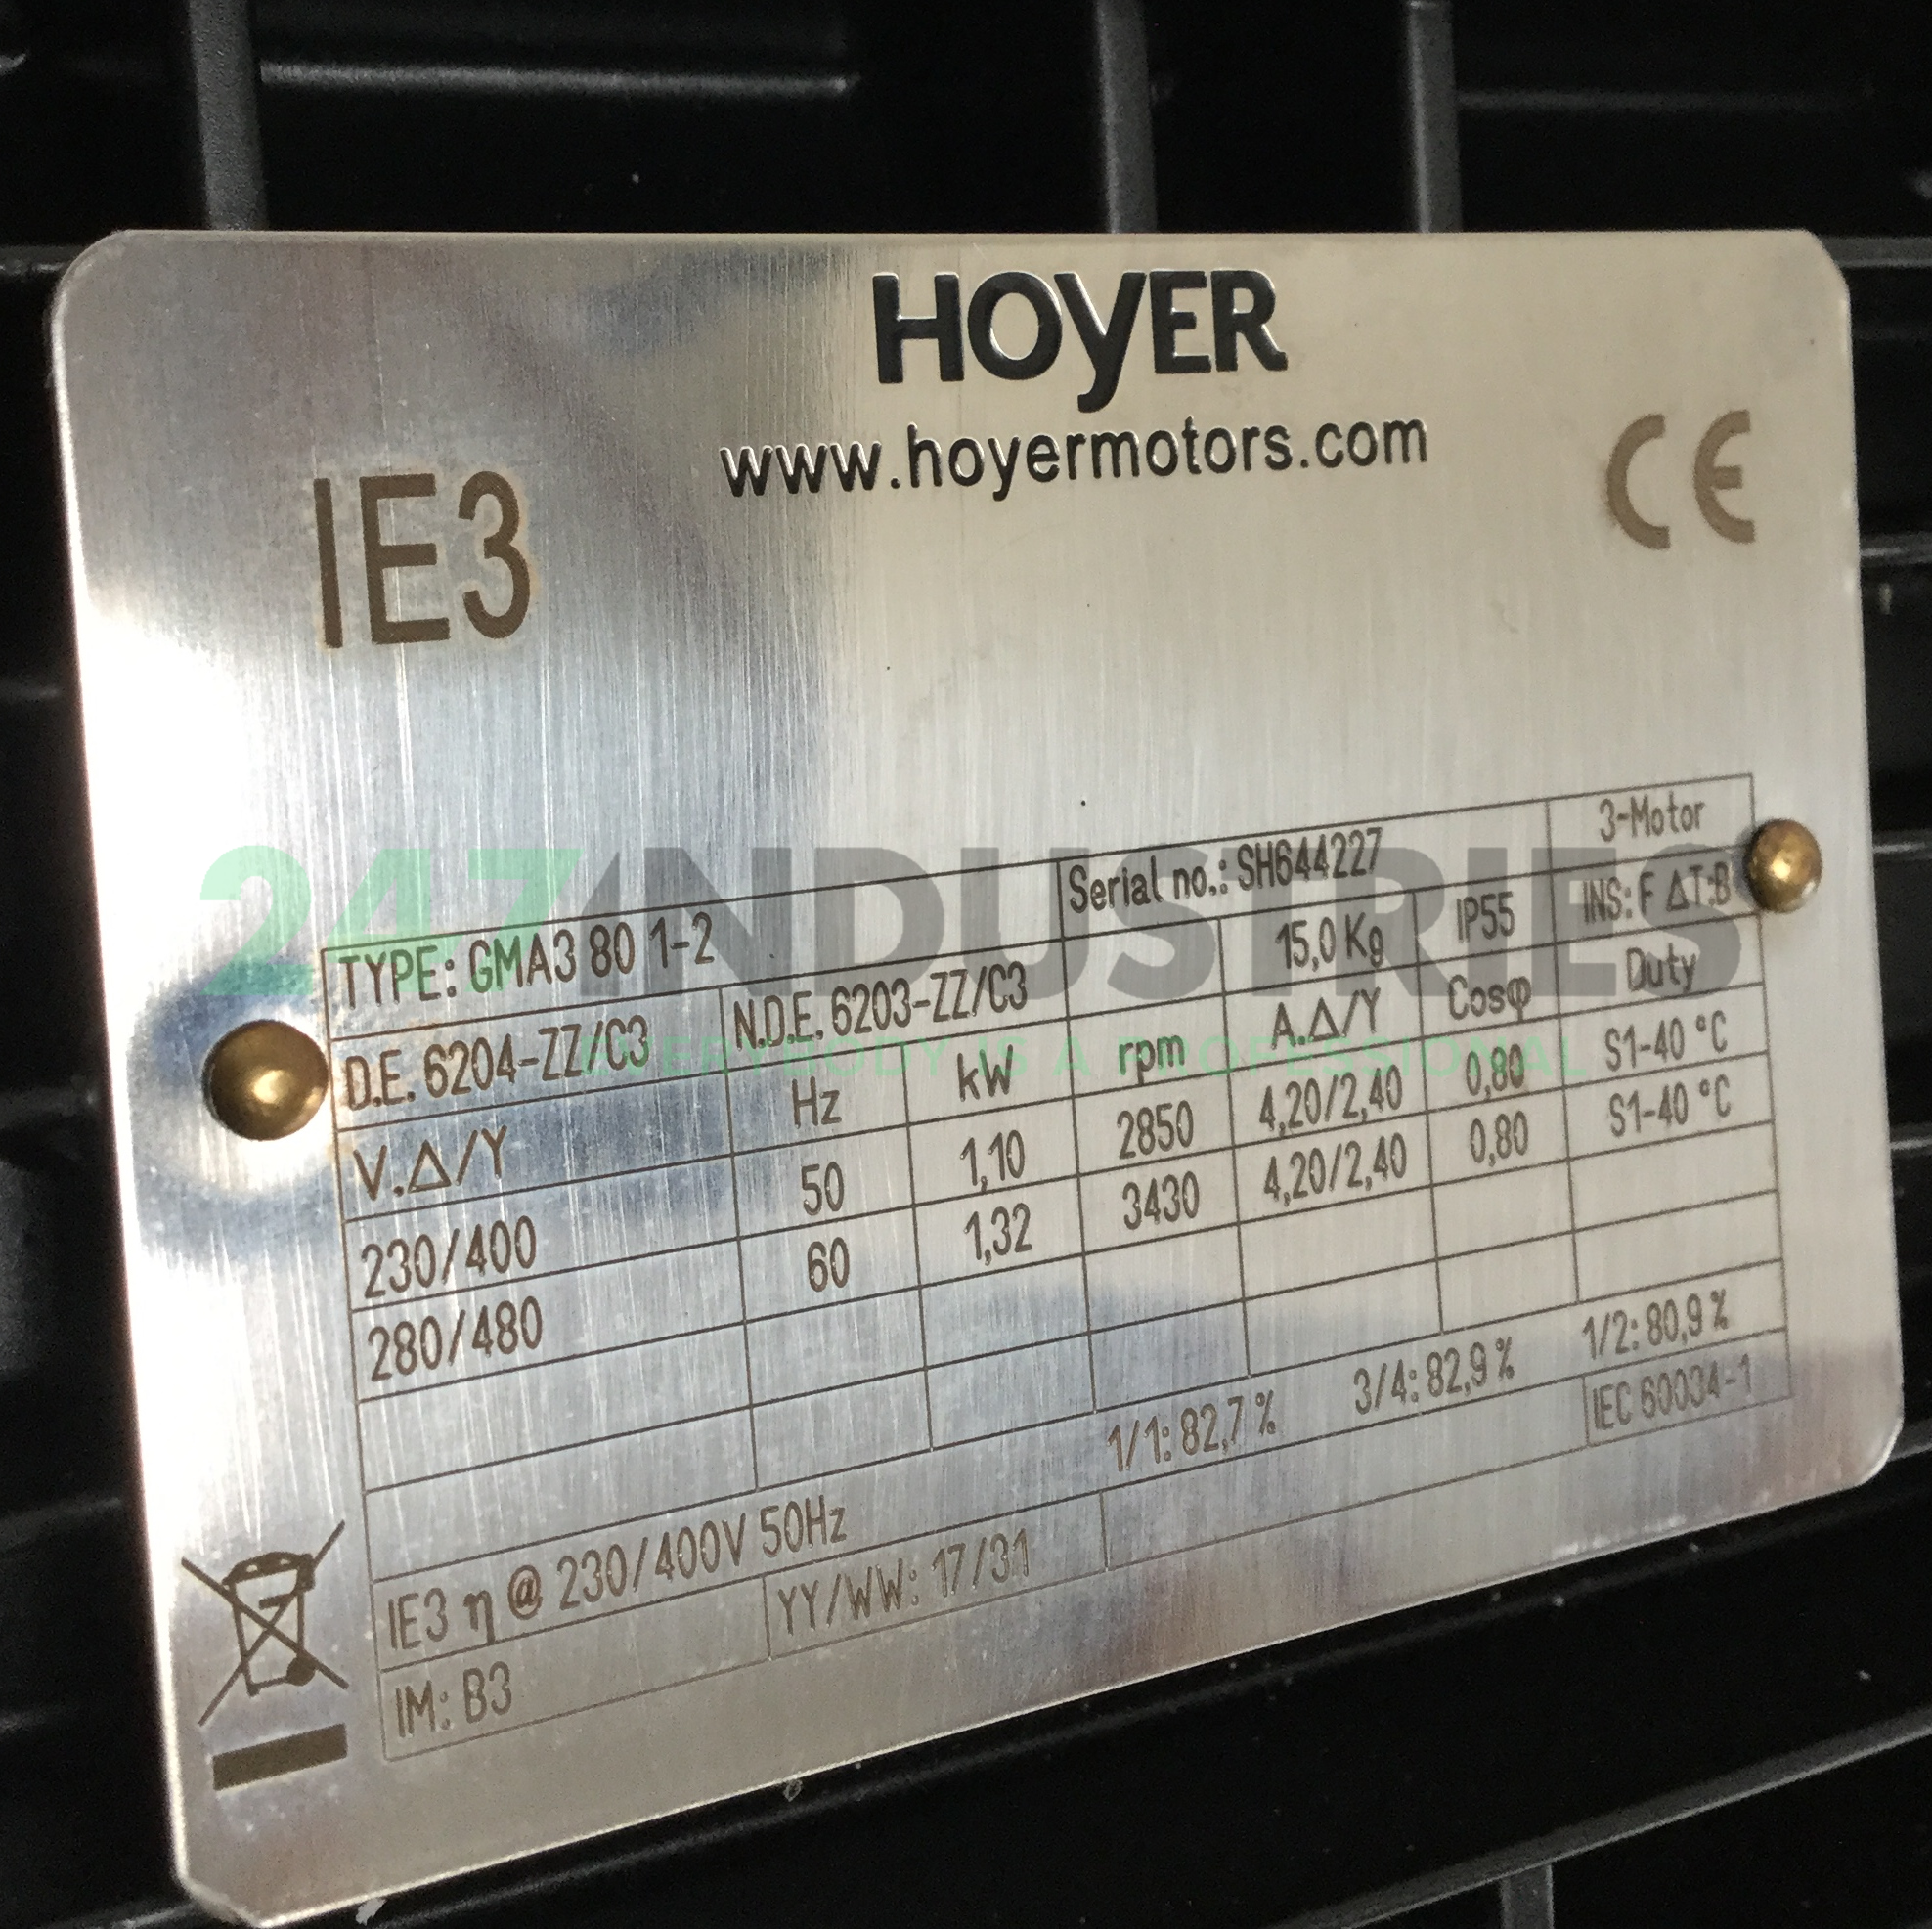 HOYER
www.hoyermotors.com
IE3
CE
247INDUSTRIES
EVERYBODY IS A PROFESSIONAL
TYPE: GMA3 80 1-2 Serial no.: SH644227 3-Motor
D.E. 6204-ZZ/C3 N.D.E. 6203-ZZ/C3 15,0 Kg IP55 INS: F ΔT:B
V.Δ/Y Hz kW rpm A.Δ/Y Cosφ Duty
230/400 50 1,10 2850 4,20/2,40 0,80 S1-40 °C
280/480 60 1,32 3430 4,20/2,40 0,80 S1-40 °C
IE3 η @ 230/400V 50Hz 1/1: 82,7 % 3/4: 82,9 % 1/2: 80,9 %
IM: B3 YY/WW: 17/31 IEC 60034-1